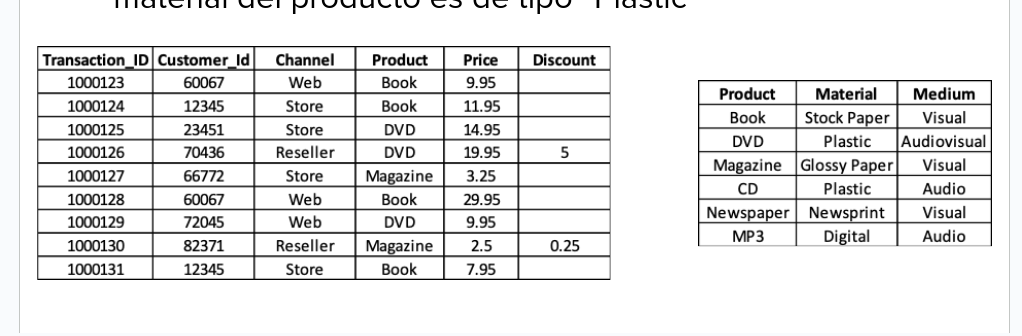 material del producto es de tipo "Plastic"
Transaction_ID Customer_Id Channel Product Price Discount
1000123 60067 Web Book 9.95
1000124 12345 Store Book 11.95
1000125 23451 Store DVD 14.95
1000126 70436 Reseller DVD 19.95 5
1000127 66772 Store Magazine 3.25
1000128 60067 Web Book 29.95
1000129 72045 Web DVD 9.95
1000130 82371 Reseller Magazine 2.5 0.25
1000131 12345 Store Book 7.95
Product Material Medium
Book Stock Paper Visual
DVD Plastic Audiovisual
Magazine Glossy Paper Visual
CD Plastic Audio
Newspaper Newsprint Visual
MP3 Digital Audio